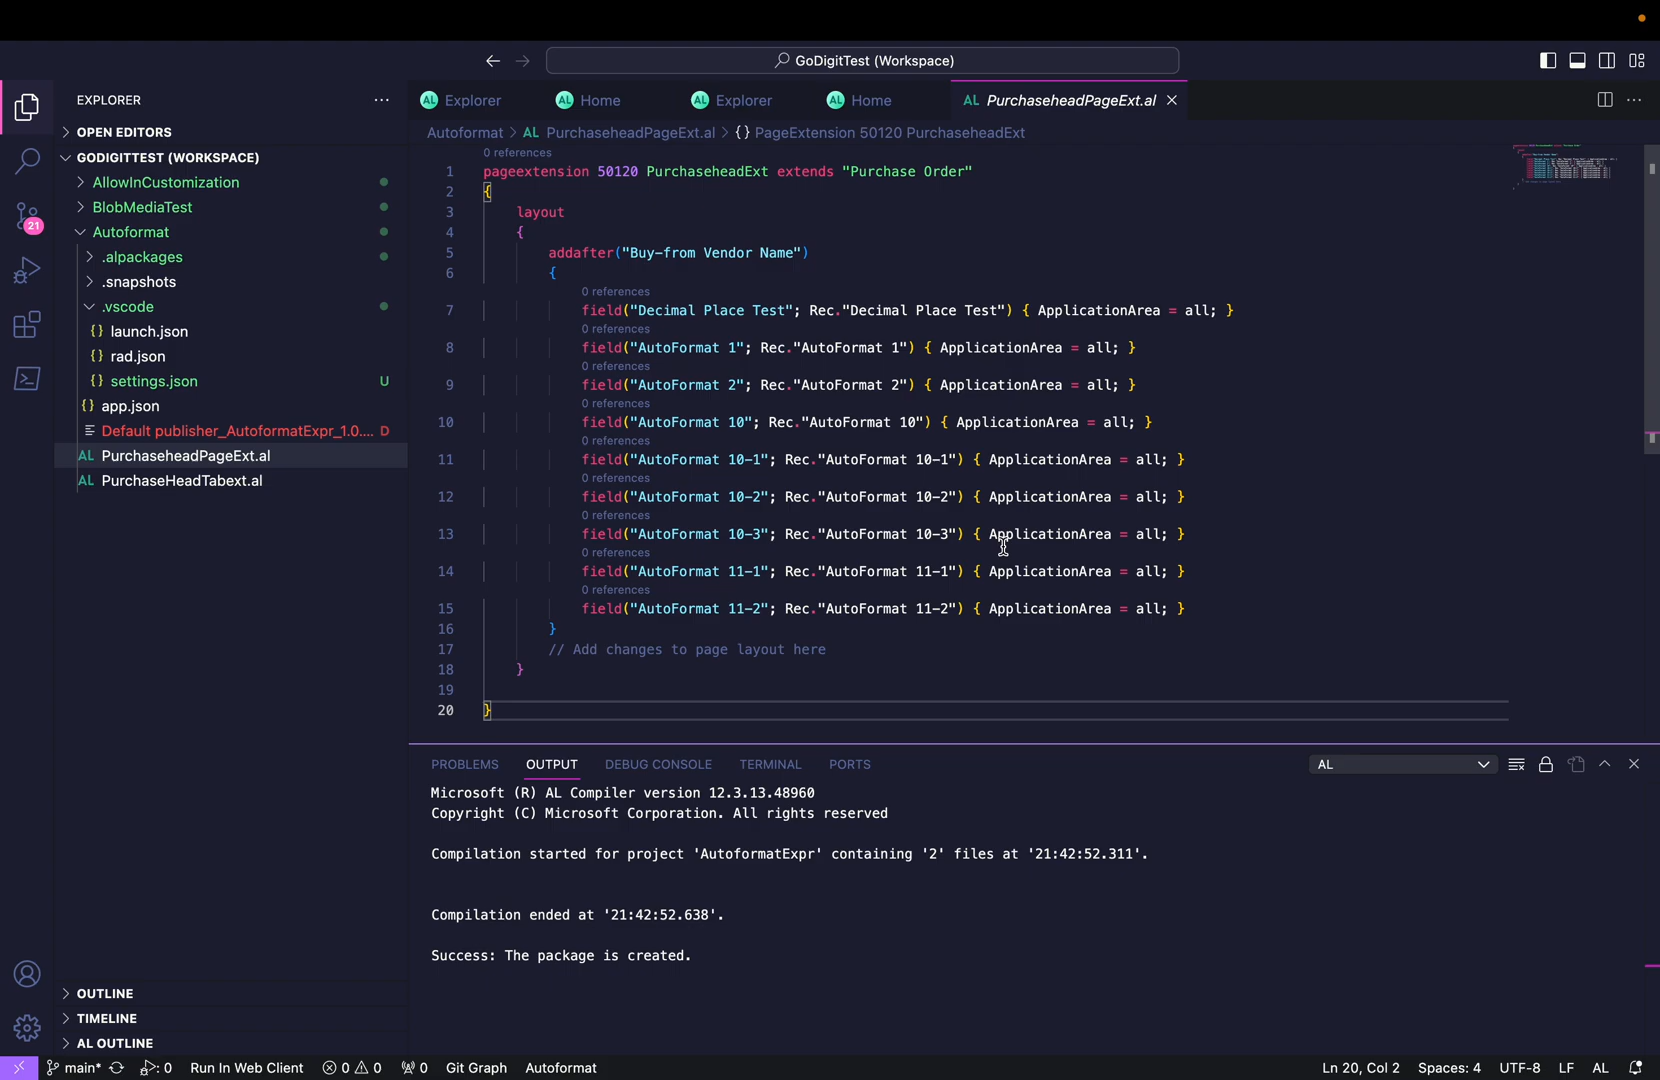 GoDigitTest (Workspace)
EXPLORER
OPEN EDITORS
GODIGITTEST (WORKSPACE)
AllowInCustomization
BlobMediaTest
Autoformat
.alpackages
.snapshots
.vscode
{} launch.json
{} rad.json
{} settings.json U
{} app.json
Default publisher_AutoformatExpr_1.0.... D
AL PurchaseheadPageExt.al
AL PurchaseHeadTabext.al
OUTLINE
TIMELINE
AL OUTLINE
21
AL Explorer AL Home AL Explorer AL Home AL PurchaseheadPageExt.al
Autoformat > AL PurchaseheadPageExt.al > {} PageExtension 50120 PurchaseheadExt
0 references
1 pageextension 50120 PurchaseheadExt extends "Purchase Order"
2 {
3 layout
4 {
5 addafter("Buy-from Vendor Name")
6 {
0 references
7 field("Decimal Place Test"; Rec."Decimal Place Test") { ApplicationArea = all; }
0 references
8 field("AutoFormat 1"; Rec."AutoFormat 1") { ApplicationArea = all; }
0 references
9 field("AutoFormat 2"; Rec."AutoFormat 2") { ApplicationArea = all; }
0 references
10 field("AutoFormat 10"; Rec."AutoFormat 10") { ApplicationArea = all; }
0 references
11 field("AutoFormat 10-1"; Rec."AutoFormat 10-1") { ApplicationArea = all; }
0 references
12 field("AutoFormat 10-2"; Rec."AutoFormat 10-2") { ApplicationArea = all; }
0 references
13 field("AutoFormat 10-3"; Rec."AutoFormat 10-3") { ApplicationArea = all; }
0 references
14 field("AutoFormat 11-1"; Rec."AutoFormat 11-1") { ApplicationArea = all; }
0 references
15 field("AutoFormat 11-2"; Rec."AutoFormat 11-2") { ApplicationArea = all; }
16 }
17 // Add changes to page layout here
18 }
19
20 }
PROBLEMS OUTPUT DEBUG CONSOLE TERMINAL PORTS AL
Microsoft (R) AL Compiler version 12.3.13.48960
Copyright (C) Microsoft Corporation. All rights reserved
Compilation started for project 'AutoformatExpr' containing '2' files at '21:42:52.311'.
Compilation ended at '21:42:52.638'.
Success: The package is created.
main* : 0 Run In Web Client 0 0 0 Git Graph Autoformat Ln 20, Col 2 Spaces: 4 UTF-8 LF AL